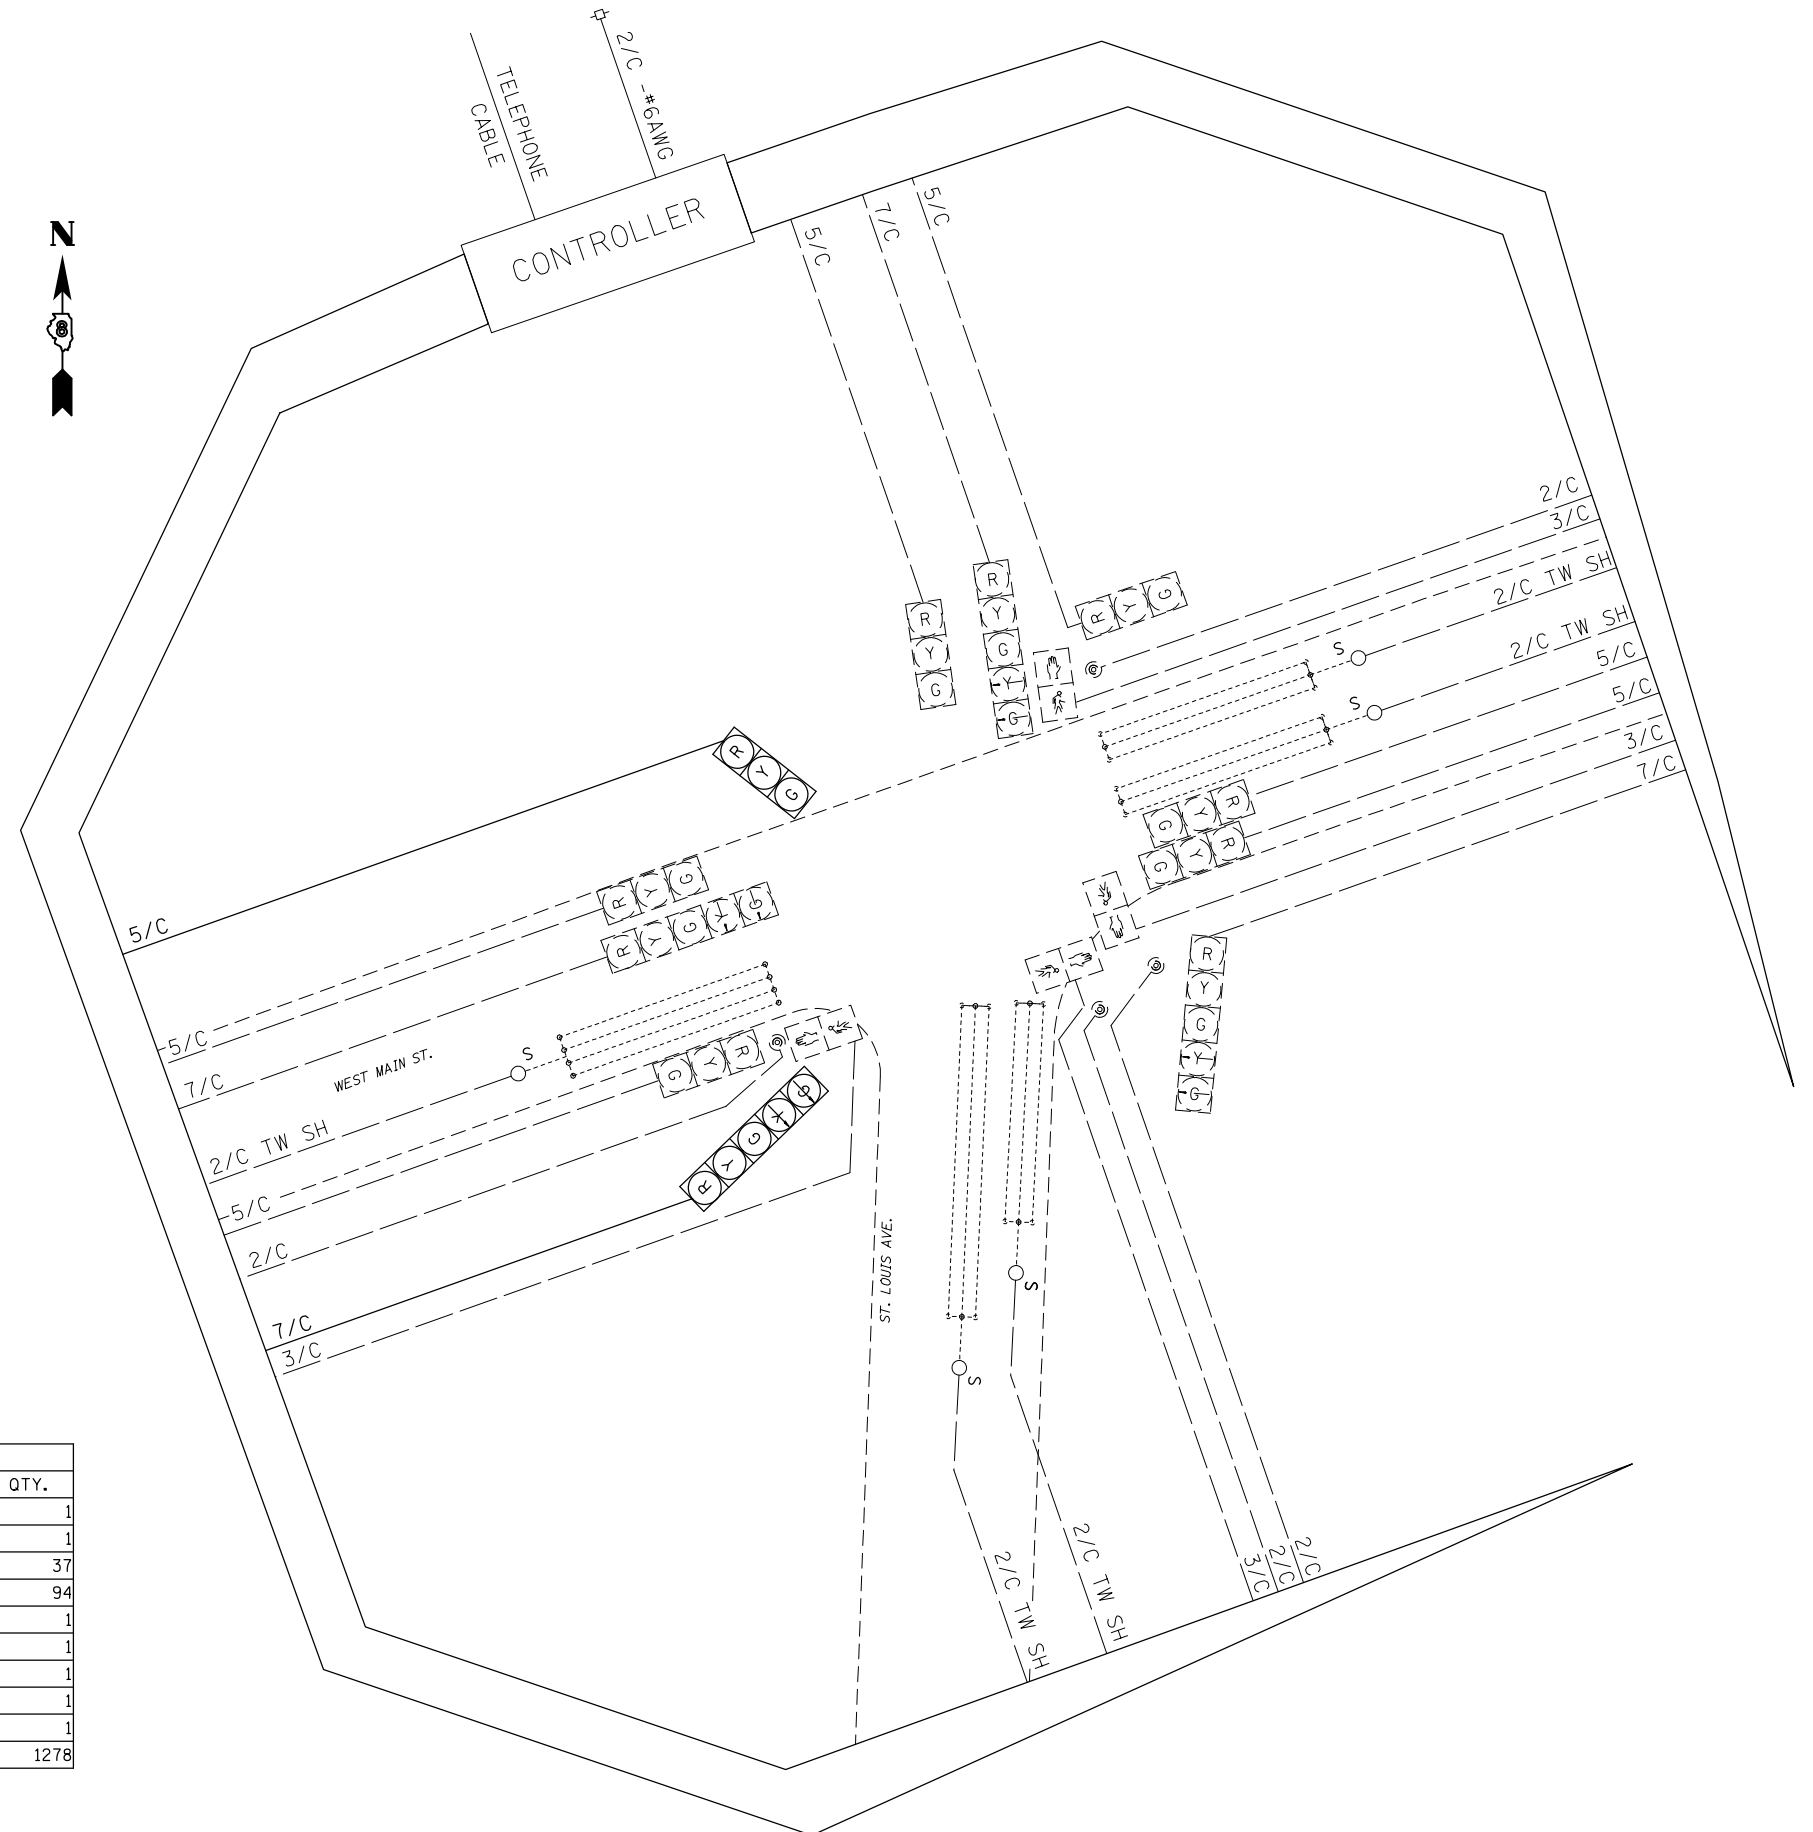 TELEPHONE
CABLE
2/C -#6AWG
CONTROLLER
N
8
5/C
7/C
5/C
2/C
3/C
2/C TW SH
2/C TW SH
5/C
5/C
3/C
7/C
R Y G
R Y G Y G
R Y G
R Y G
R Y G
R Y G
R Y G
R Y G Y G
R Y G
R Y G Y G
R Y G Y G
S
S
S
S
S
5/C
5/C
7/C
WEST MAIN ST.
2/C TW SH
5/C
2/C
7/C
3/C
ST. LOUIS AVE.
2/C TW SH
2/C TW SH
3/C
2/C
2/C
QTY.
1
1
37
94
1
1
1
1
1
1278